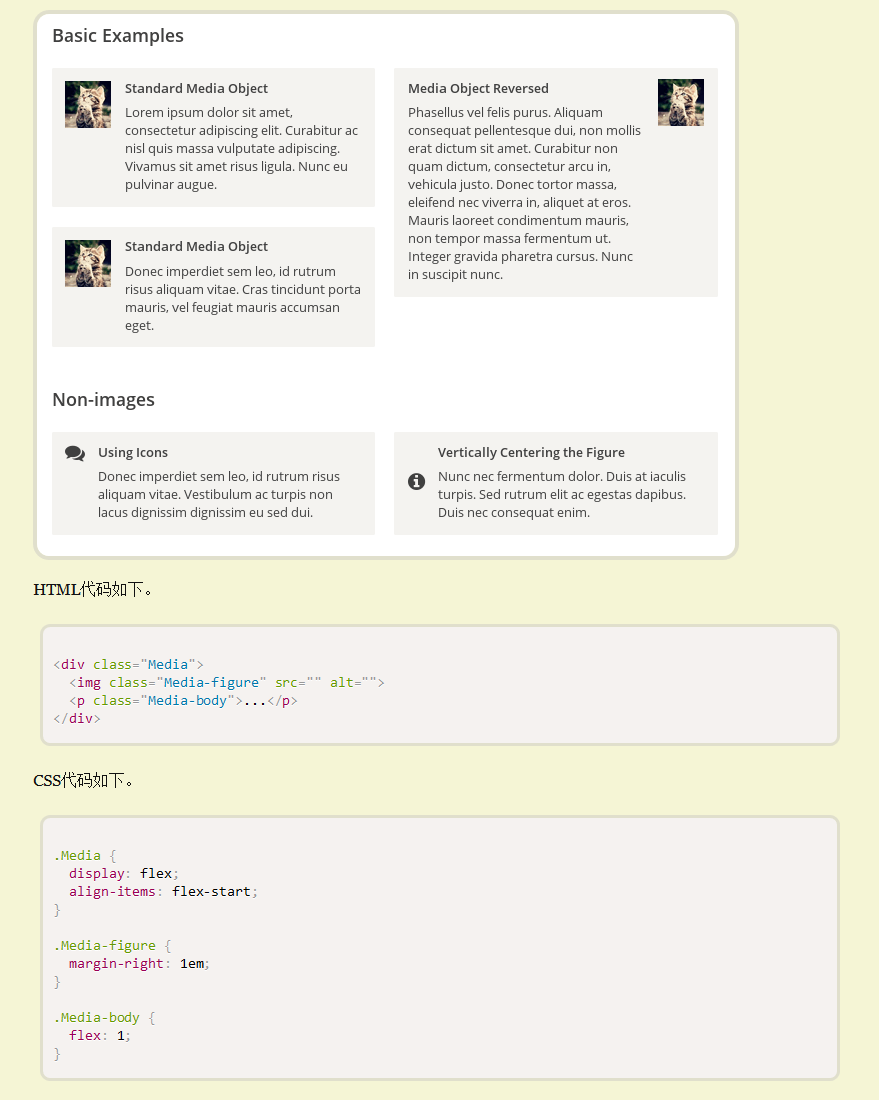 Basic Examples
Standard Media Object
Lorem ipsum dolor sit amet,
consectetur adipiscing elit. Curabitur ac
nisl quis massa vulputate adipiscing.
Vivamus sit amet risus ligula. Nunc eu
pulvinar augue.
Standard Media Object
Donec imperdiet sem leo, id rutrum
risus aliquam vitae. Cras tincidunt porta
mauris, vel feugiat mauris accumsan
eget.
Media Object Reversed
Phasellus vel felis purus. Aliquam
consequat pellentesque dui, non mollis
erat dictum sit amet. Curabitur non
quam dictum, consectetur arcu in,
vehicula justo. Donec tortor massa,
eleifend nec viverra in, aliquet at eros.
Mauris laoreet condimentum mauris,
non tempor massa fermentum ut.
Integer gravida pharetra cursus. Nunc
in suscipit nunc.
Non-images
Using Icons
Donec imperdiet sem leo, id rutrum risus
aliquam vitae. Vestibulum ac turpis non
lacus dignissim dignissim eu sed dui.
Vertically Centering the Figure
Nunc nec fermentum dolor. Duis at iaculis
turpis. Sed rutrum elit ac egestas dapibus.
Duis nec consequat enim.
HTML代码如下。
<div class="Media">
  <img class="Media-figure" src="" alt="">
  <p class="Media-body">...</p>
</div>
CSS代码如下。
.Media {
  display: flex;
  align-items: flex-start;
}
.Media-figure {
  margin-right: 1em;
}
.Media-body {
  flex: 1;
}